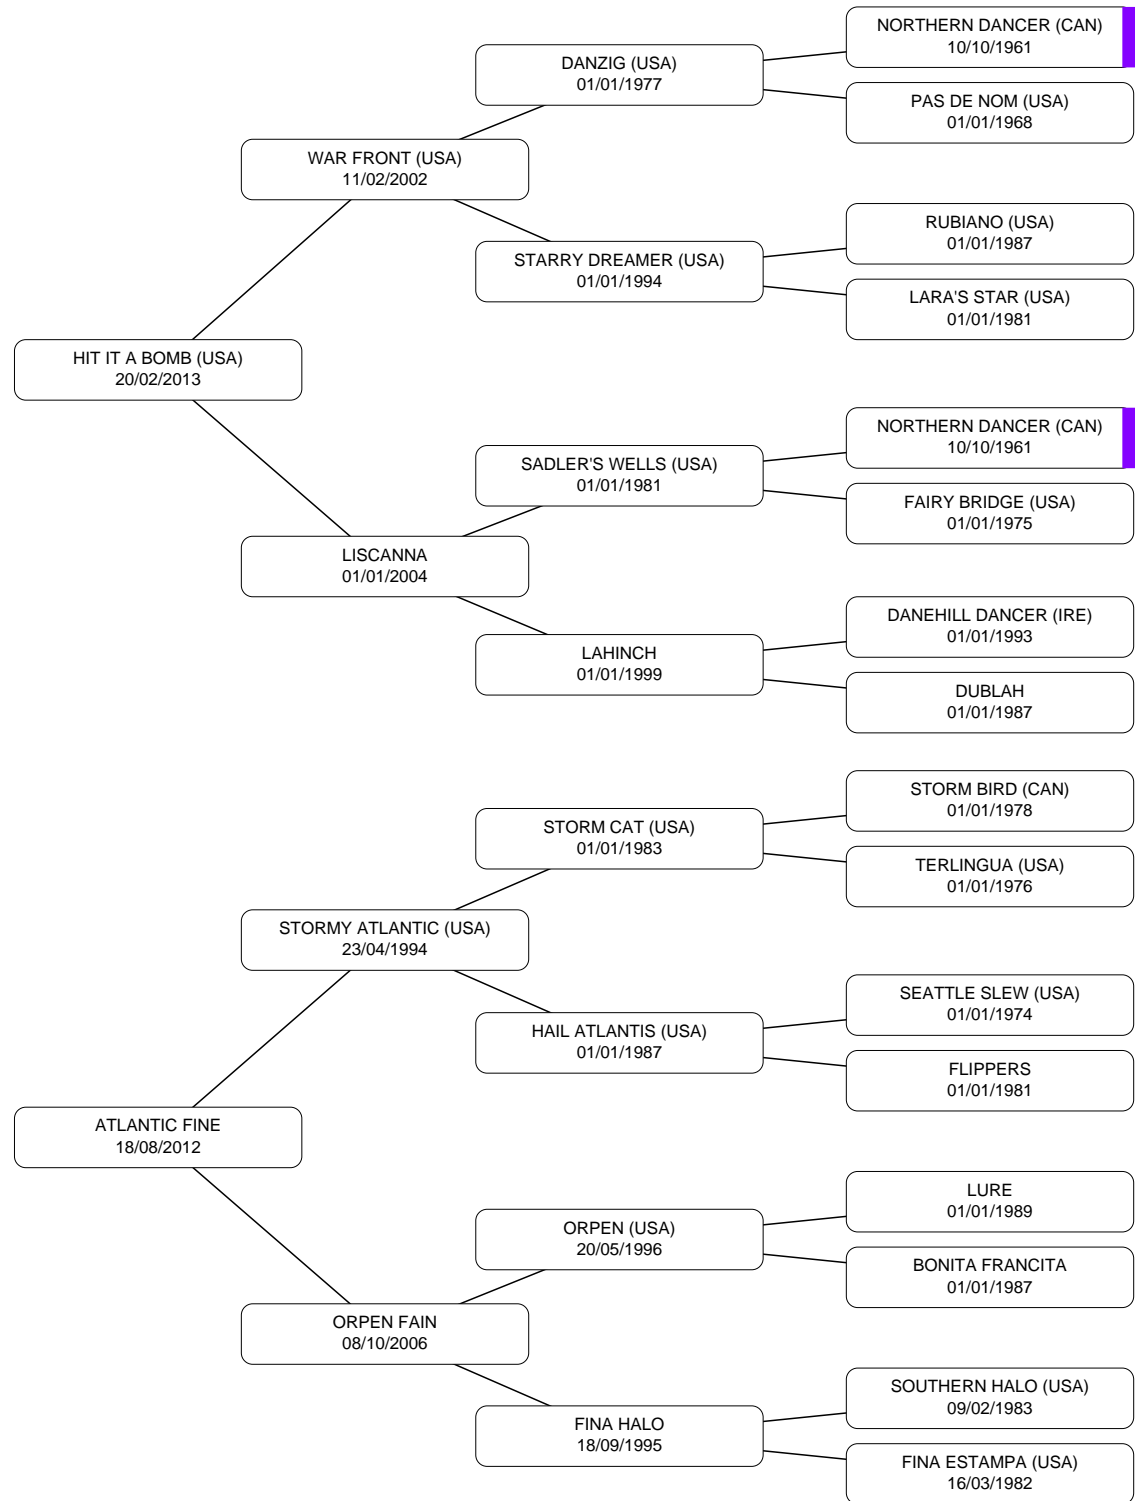 NORTHERN DANCER (CAN)
10/10/1961
DANZIG (USA)
01/01/1977
PAS DE NOM (USA)
01/01/1968
WAR FRONT (USA)
11/02/2002
RUBIANO (USA)
01/01/1987
STARRY DREAMER (USA)
01/01/1994
LARA'S STAR (USA)
01/01/1981
HIT IT A BOMB (USA)
20/02/2013
NORTHERN DANCER (CAN)
10/10/1961
SADLER'S WELLS (USA)
01/01/1981
FAIRY BRIDGE (USA)
01/01/1975
LISCANNA
01/01/2004
DANEHILL DANCER (IRE)
01/01/1993
LAHINCH
01/01/1999
DUBLAH
01/01/1987
STORM BIRD (CAN)
01/01/1978
STORM CAT (USA)
01/01/1983
TERLINGUA (USA)
01/01/1976
STORMY ATLANTIC (USA)
23/04/1994
SEATTLE SLEW (USA)
01/01/1974
HAIL ATLANTIS (USA)
01/01/1987
FLIPPERS
01/01/1981
ATLANTIC FINE
18/08/2012
LURE
01/01/1989
ORPEN (USA)
20/05/1996
BONITA FRANCITA
01/01/1987
ORPEN FAIN
08/10/2006
SOUTHERN HALO (USA)
09/02/1983
FINA HALO
18/09/1995
FINA ESTAMPA (USA)
16/03/1982